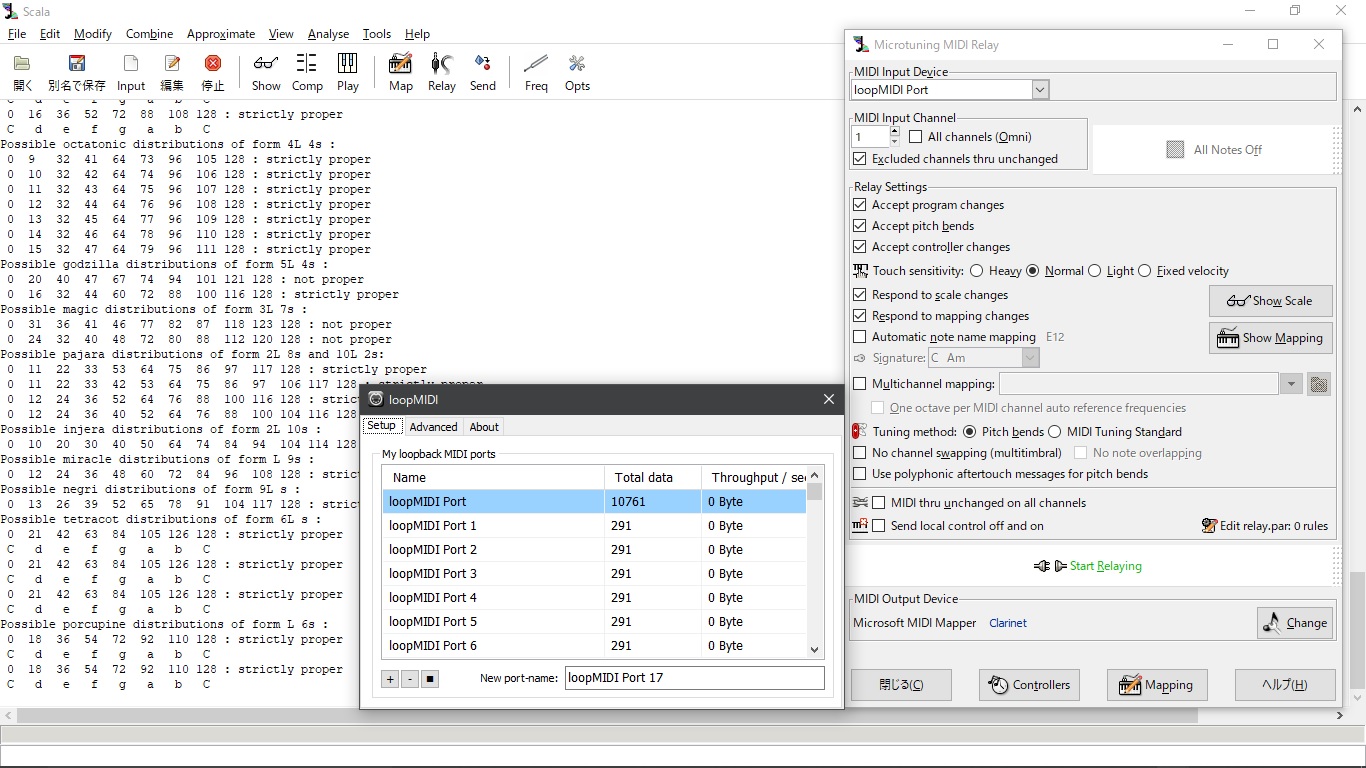 Scala
File Edit Modify Combine Approximate View Analyse Tools Help
開く 別名で保存 Input 編集 停止 Show Comp Play Map Relay Send Freq Opts
C d e f g a b C
0 16 36 52 72 88 108 128 : strictly proper
C d e f g a b C
Possible octatonic distributions of form 4L 4s :
0 9 32 41 64 73 96 105 128 : strictly proper
0 10 32 42 64 74 96 106 128 : strictly proper
0 11 32 43 64 75 96 107 128 : strictly proper
0 12 32 44 64 76 96 108 128 : strictly proper
0 13 32 45 64 77 96 109 128 : strictly proper
0 14 32 46 64 78 96 110 128 : strictly proper
0 15 32 47 64 79 96 111 128 : strictly proper
Possible godzilla distributions of form 5L 4s :
0 20 40 47 67 74 94 101 121 128 : not proper
0 16 32 44 60 72 88 100 116 128 : strictly proper
Possible magic distributions of form 3L 7s :
0 31 36 41 46 77 82 87 118 123 128 : not proper
0 24 32 40 48 72 80 88 112 120 128 : not proper
Possible pajara distributions of form 2L 8s and 10L 2s:
0 11 22 33 53 64 75 86 97 117 128 : strictly proper
0 11 22 33 42 53 64 75 86 97 106 117 128 : strictly proper
0 12 24 36 52 64 76 88 100 116 128 : strict
0 12 24 36 40 52 64 76 88 100 104 116 128
Possible injera distributions of form 2L 10s :
0 10 20 30 40 50 64 74 84 94 104 114 128
Possible miracle distributions of form L 9s :
0 12 24 36 48 60 72 84 96 108 128 : strict
Possible negri distributions of form 9L s :
0 13 26 39 52 65 78 91 104 117 128 : strict
Possible tetracot distributions of form 6L s :
0 21 42 63 84 105 126 128 : strictly proper
C d e f g a b C
0 21 42 63 84 105 126 128 : strictly proper
C d e f g a b C
0 21 42 63 84 105 126 128 : strictly proper
C d e f g a b C
Possible porcupine distributions of form L 6s :
0 18 36 54 72 92 110 128 : strictly proper
C d e f g a b C
0 18 36 54 72 92 110 128 : strictly proper
C d e f g a b C
loopMIDI
Setup Advanced About
My loopback MIDI ports
Name Total data Throughput / sec
loopMIDI Port 10761 0 Byte
loopMIDI Port 1 291 0 Byte
loopMIDI Port 2 291 0 Byte
loopMIDI Port 3 291 0 Byte
loopMIDI Port 4 291 0 Byte
loopMIDI Port 5 291 0 Byte
loopMIDI Port 6 291 0 Byte
+ - New port-name: loopMIDI Port 17
Microtuning MIDI Relay
MIDI Input Device
loopMIDI Port
MIDI Input Channel
1 All channels (Omni)
Excluded channels thru unchanged
All Notes Off
Relay Settings
Accept program changes
Accept pitch bends
Accept controller changes
Touch sensitivity: Heavy Normal Light Fixed velocity
Respond to scale changes
Show Scale
Respond to mapping changes
Automatic note name mapping E12
Show Mapping
Signature: C Am
Multichannel mapping:
One octave per MIDI channel auto reference frequencies
Tuning method: Pitch bends MIDI Tuning Standard
No channel swapping (multitimbral) No note overlapping
Use polyphonic aftertouch messages for pitch bends
MIDI thru unchanged on all channels
Send local control off and on Edit relay.par: 0 rules
Start Relaying
MIDI Output Device
Microsoft MIDI Mapper Clarinet Change
閉じる(C) Controllers Mapping ヘルプ(H)